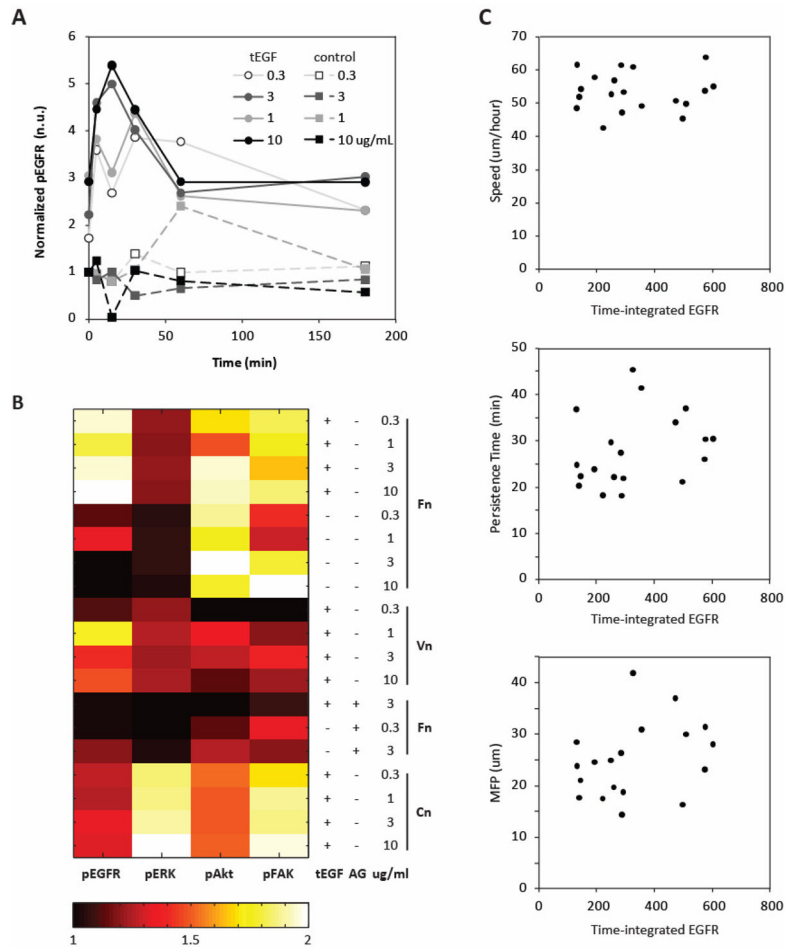 A
6
5
4
3
2
1
0
Normalized pEGFR (n.u.)
tEGF control
0.3 0.3
3 3
1 1
10 10 ug/mL
0 50 100 150 200
Time (min)
B
+ - 0.3
+ - 1
+ - 3
+ - 10
- - 0.3
- - 1
- - 3
- - 10
Fn
+ - 0.3
+ - 1
+ - 3
+ - 10
Vn
+ + 3
- + 0.3
- + 3
Fn
+ - 0.3
+ - 1
+ - 3
+ - 10
Cn
pEGFR pERK pAkt pFAK tEGF AG ug/ml
1 1.5 2
C
70
60
50
40
30
20
10
0
Speed (um/hour)
0 200 400 600 800
Time-integrated EGFR
50
40
30
20
10
0
Persistence Time (min)
0 200 400 600 800
Time-integrated EGFR
40
30
20
10
0
MFP (um)
0 200 400 600 800
Time-integrated EGFR